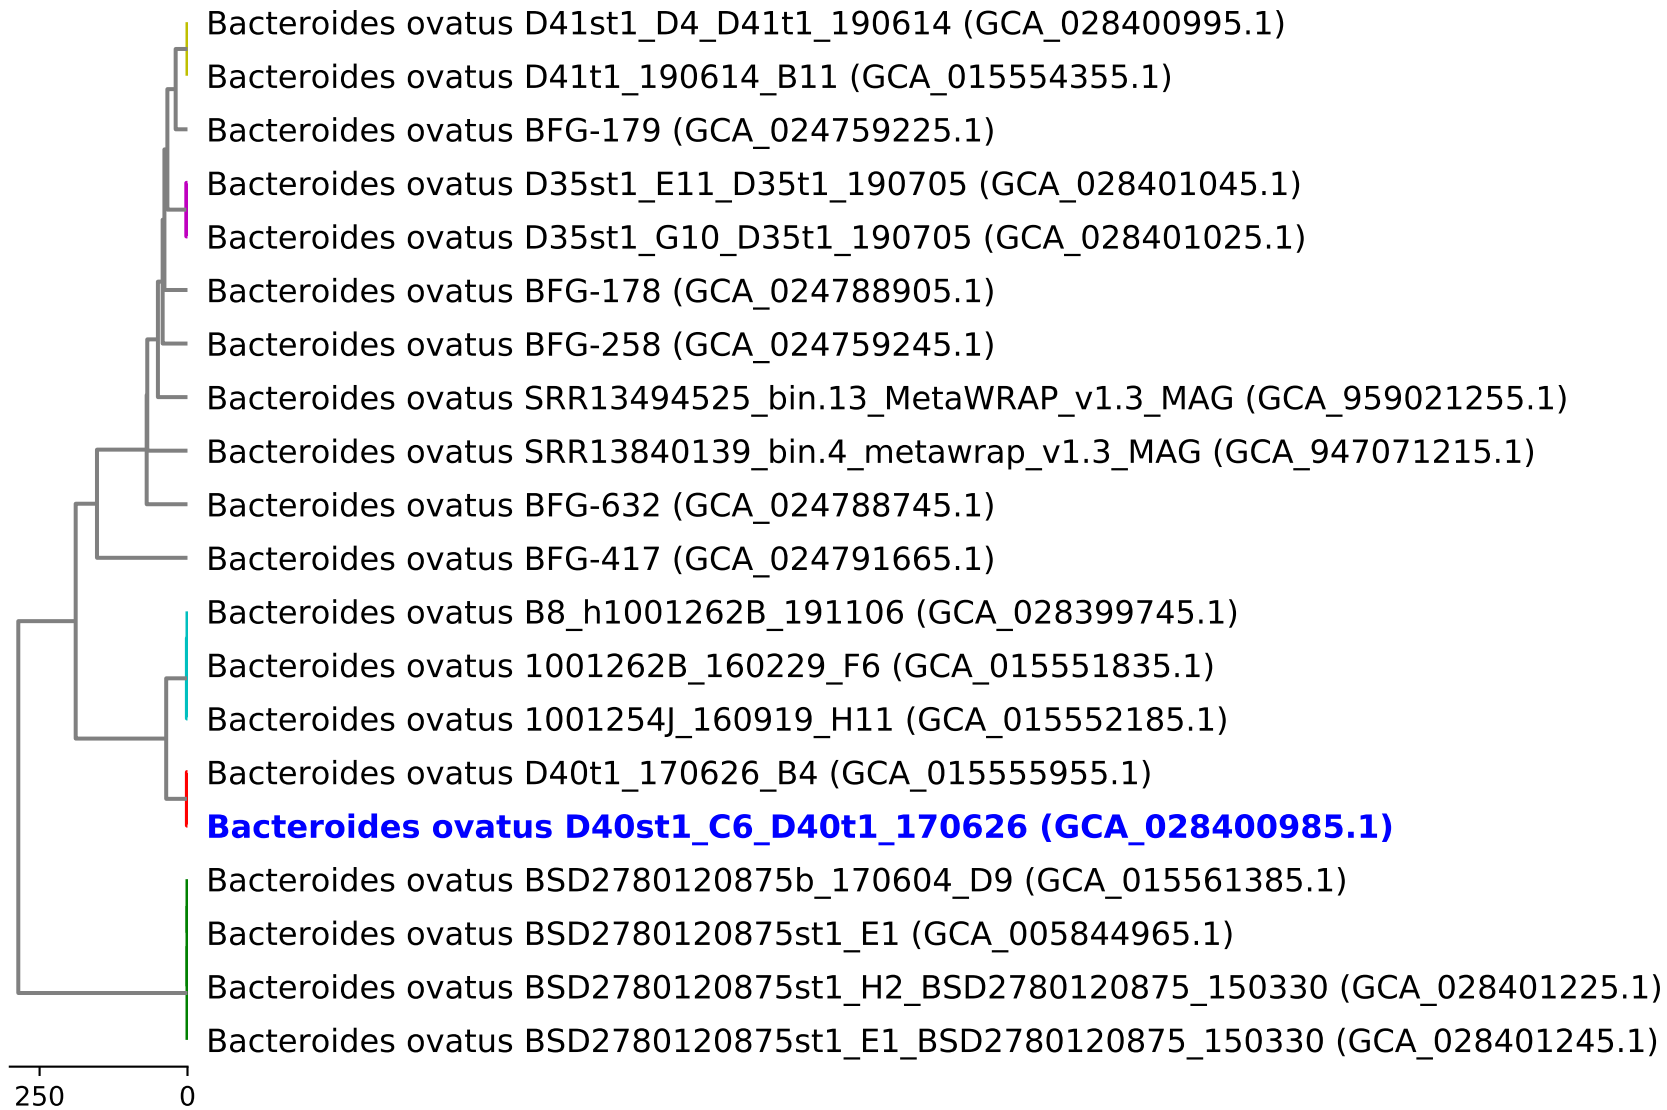 Bacteroides ovatus D41st1_D4_D41t1_190614 (GCA_028400995.1)
Bacteroides ovatus D41t1_190614_B11 (GCA_015554355.1)
Bacteroides ovatus BFG-179 (GCA_024759225.1)
Bacteroides ovatus D35st1_E11_D35t1_190705 (GCA_028401045.1)
Bacteroides ovatus D35st1_G10_D35t1_190705 (GCA_028401025.1)
Bacteroides ovatus BFG-178 (GCA_024788905.1)
Bacteroides ovatus BFG-258 (GCA_024759245.1)
Bacteroides ovatus SRR13494525_bin.13_MetaWRAP_v1.3_MAG (GCA_959021255.1)
Bacteroides ovatus SRR13840139_bin.4_metawrap_v1.3_MAG (GCA_947071215.1)
Bacteroides ovatus BFG-632 (GCA_024788745.1)
Bacteroides ovatus BFG-417 (GCA_024791665.1)
Bacteroides ovatus B8_h1001262B_191106 (GCA_028399745.1)
Bacteroides ovatus 1001262B_160229_F6 (GCA_015551835.1)
Bacteroides ovatus 1001254J_160919_H11 (GCA_015552185.1)
Bacteroides ovatus D40t1_170626_B4 (GCA_015555955.1)
Bacteroides ovatus D40st1_C6_D40t1_170626 (GCA_028400985.1)
Bacteroides ovatus BSD2780120875b_170604_D9 (GCA_015561385.1)
Bacteroides ovatus BSD2780120875st1_E1 (GCA_005844965.1)
Bacteroides ovatus BSD2780120875st1_H2_BSD2780120875_150330 (GCA_028401225.1)
Bacteroides ovatus BSD2780120875st1_E1_BSD2780120875_150330 (GCA_028401245.1)
250 0